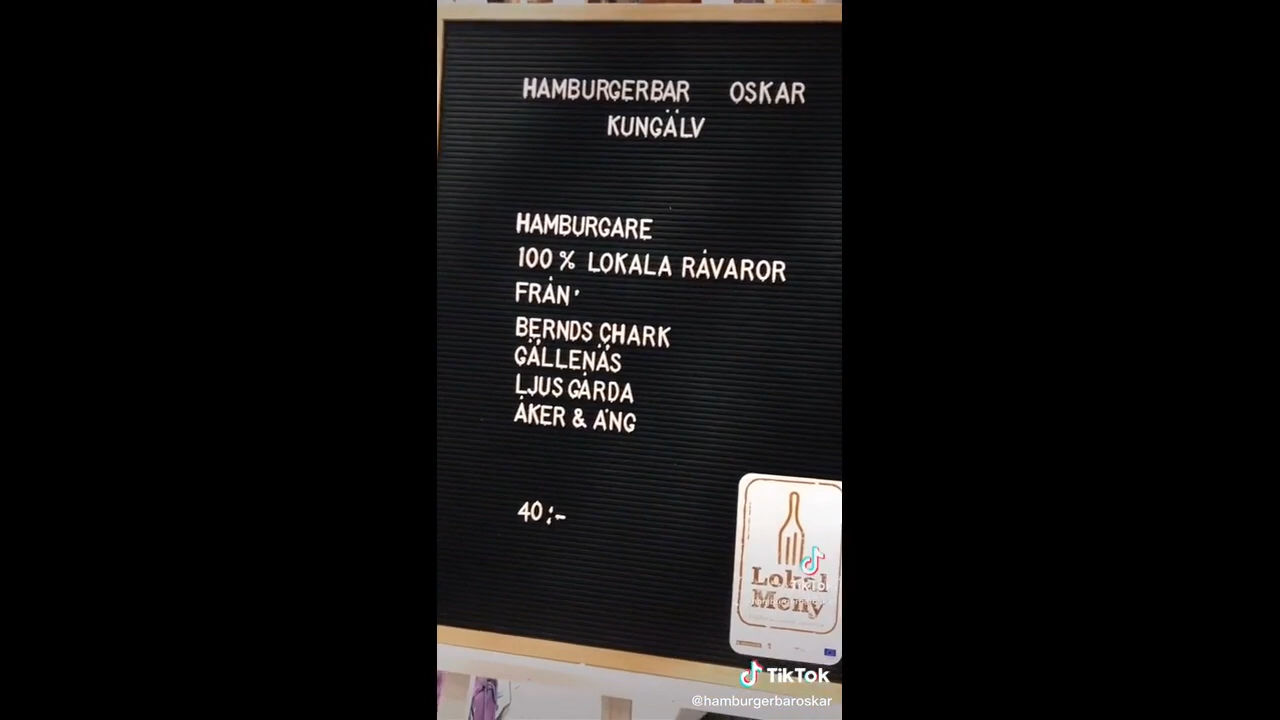 HAMBURGERBAR OSKAR
KUNGÄLV
HAMBURGARE
100 % LOKALA RÅVAROR
FRÅN
BERNDS CHARK
GÄLLENÄS
LJUSGÅRDA
ÅKER & ÄNG
40:-
Lokal
Meny
TikTok
@hamburgerbaroskar